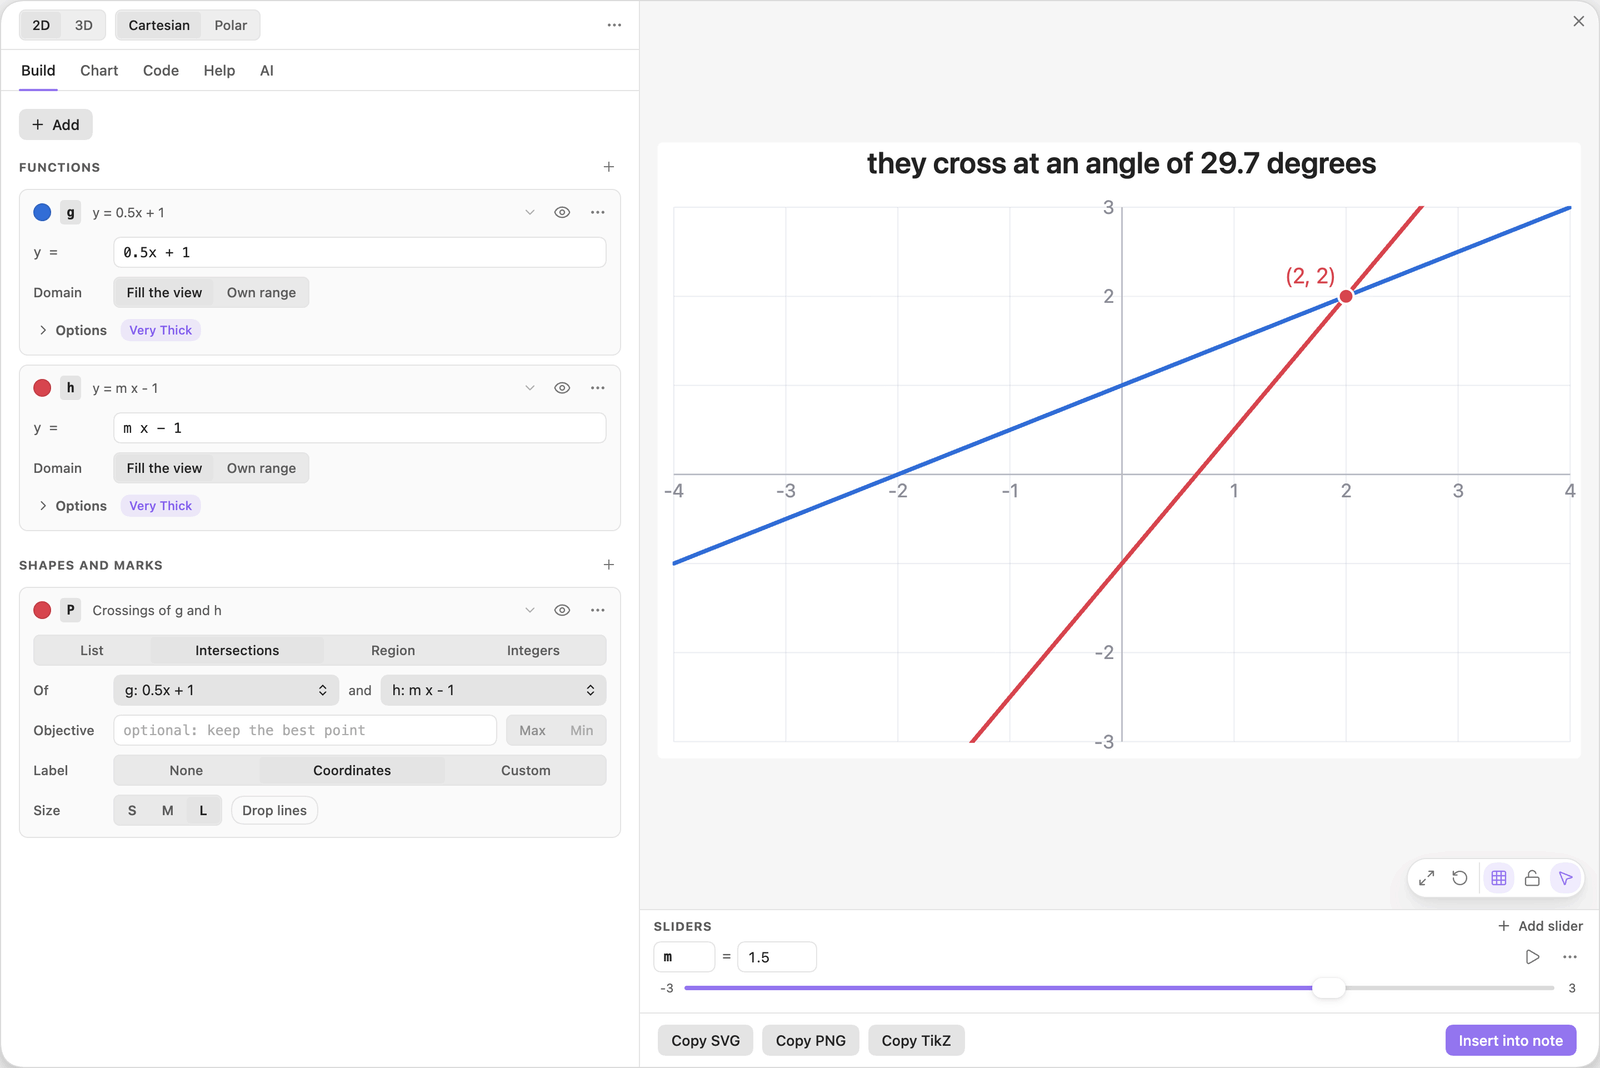 2D 3D Cartesian Polar
Build Chart Code Help AI
+ Add
FUNCTIONS
g y = 0.5x + 1
y = 0.5x + 1
Domain Fill the view Own range
Options Very Thick
h y = m x - 1
y = m x - 1
Domain Fill the view Own range
Options Very Thick
SHAPES AND MARKS
P Crossings of g and h
List Intersections Region Integers
Of g: 0.5x + 1 and h: m x - 1
Objective optional: keep the best point Max Min
Label None Coordinates Custom
Size S M L Drop lines
they cross at an angle of 29.7 degrees
3
(2, 2)
2
-4 -3 -2 -1 1 2 3 4
-2
-3
SLIDERS + Add slider
m = 1.5
-3 3
Copy SVG Copy PNG Copy TikZ Insert into note